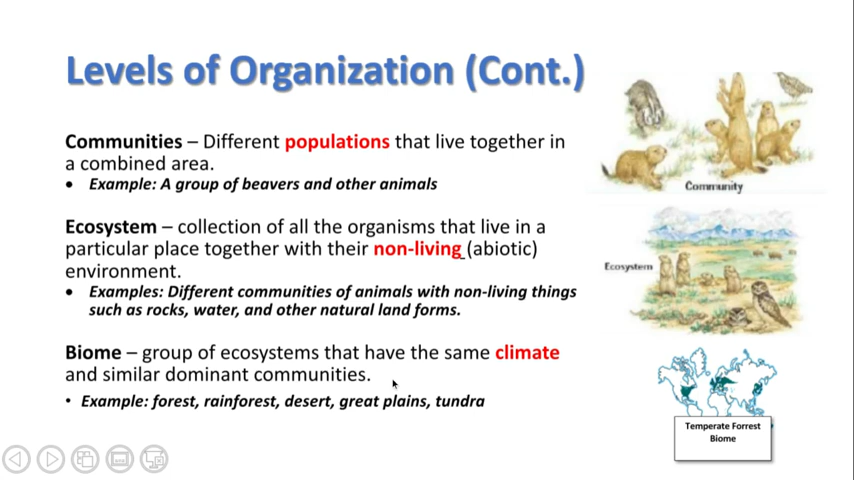 Levels of Organization (Cont.)
Communities – Different populations that live together in
a combined area.
• Example: A group of beavers and other animals
Ecosystem – collection of all the organisms that live in a
particular place together with their non-living (abiotic)
environment.
• Examples: Different communities of animals with non-living things
such as rocks, water, and other natural land forms.
Biome – group of ecosystems that have the same climate
and similar dominant communities.
• Example: forest, rainforest, desert, great plains, tundra
Community
Ecosystem
Temperate Forrest
Biome